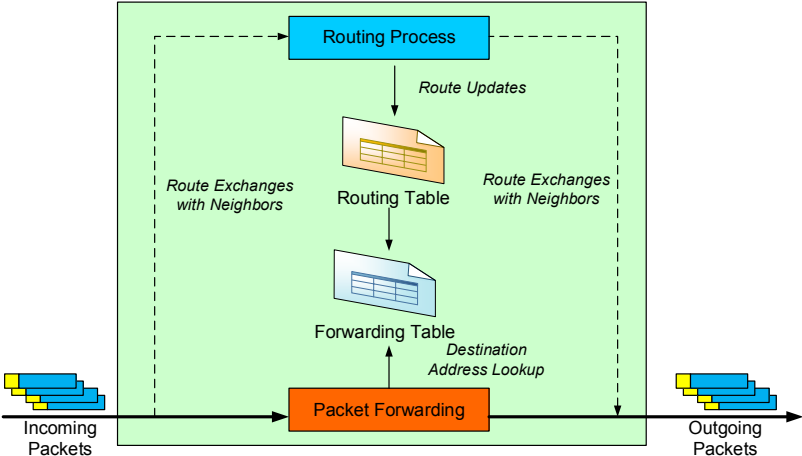 Routing Process
Route Updates
Route Exchanges
with Neighbors
Route Exchanges
with Neighbors
Routing Table
Forwarding Table
Destination
Address Lookup
Packet Forwarding
Incoming
Packets
Outgoing
Packets